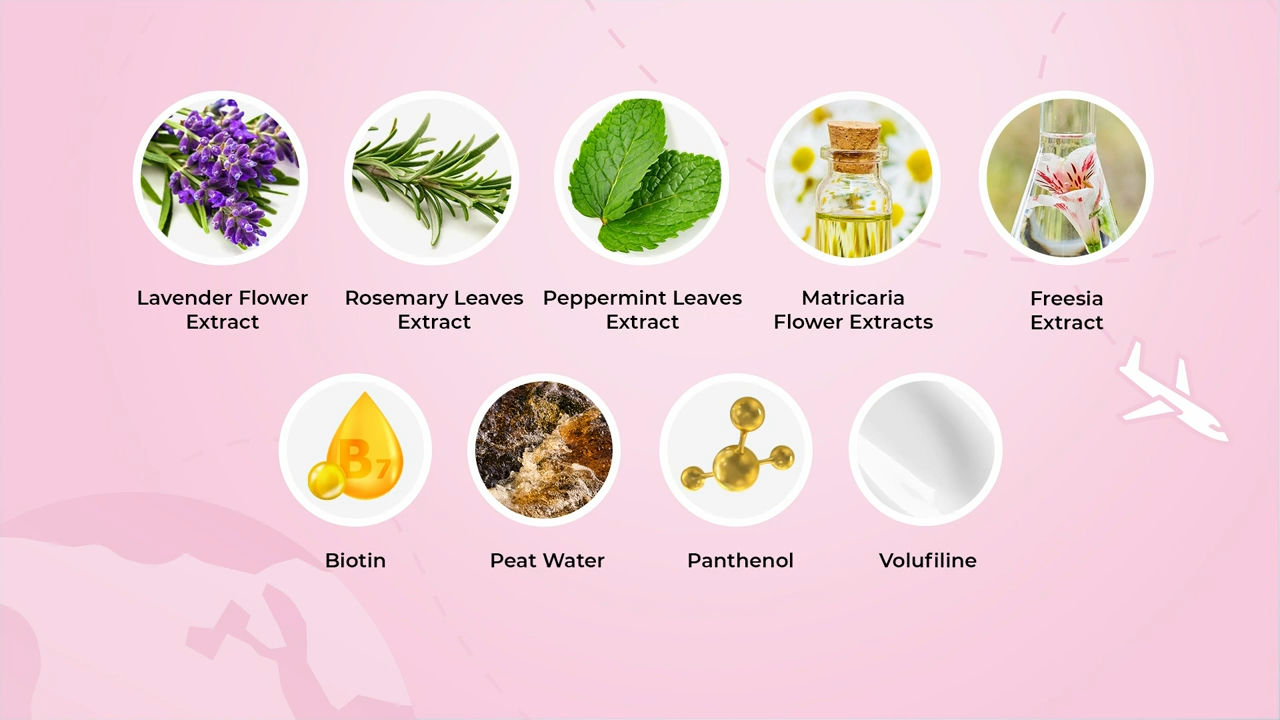 Lavender Flower
Extract
Rosemary Leaves
Extract
Peppermint Leaves
Extract
Matricaria
Flower Extracts
Freesia
Extract
B7
Biotin
Peat Water
Panthenol
Volufiline